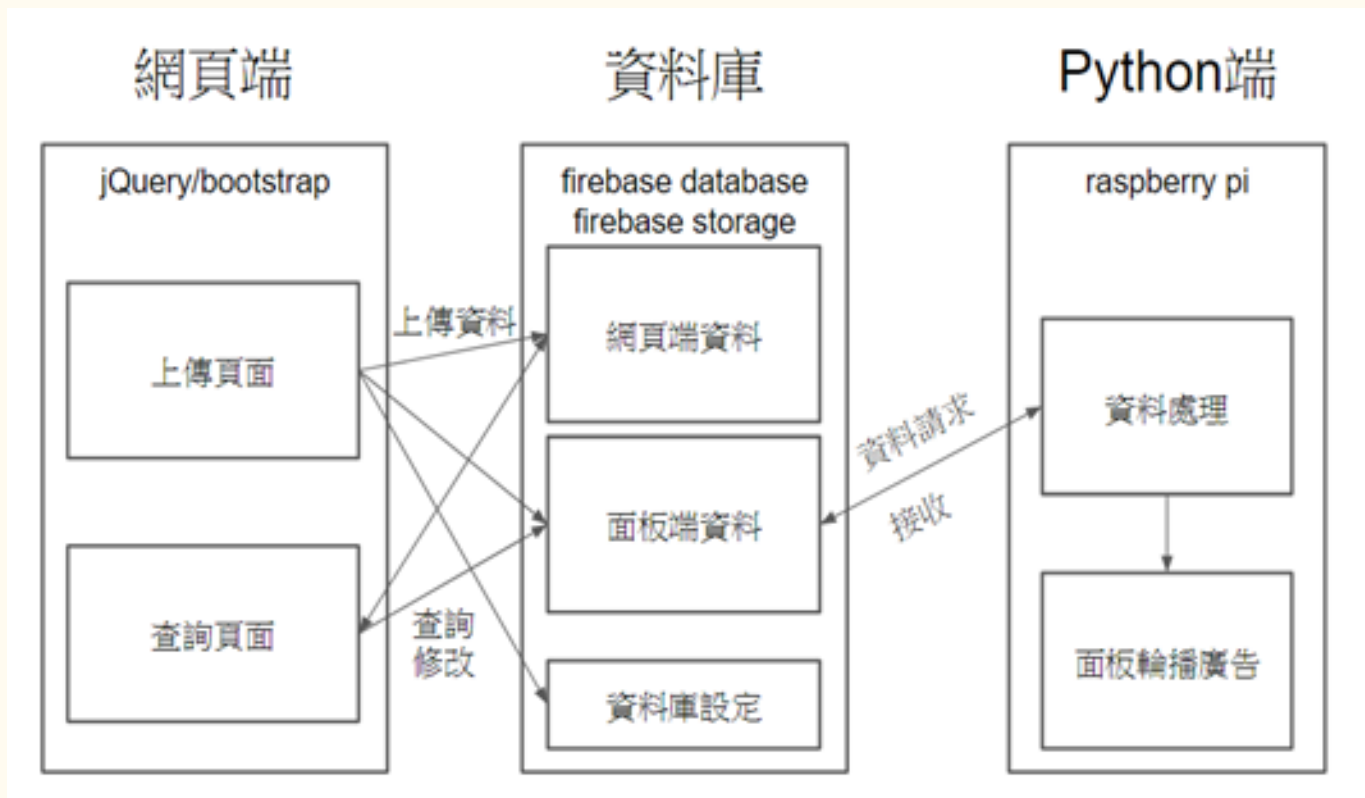 網頁端
資料庫
Python端
jQuery/bootstrap
firebase database
firebase storage
raspberry pi
上傳頁面
上傳資料
網頁端資料
資料請求
接收
資料處理
面板端資料
查詢頁面
查詢
修改
資料庫設定
面板輪播廣告